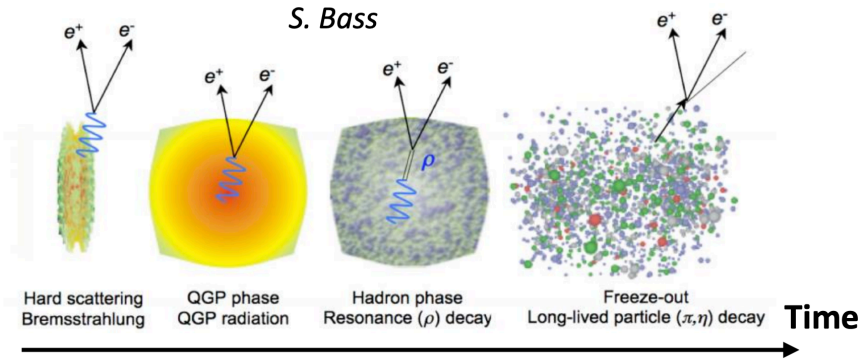 S. Bass
e⁺ e⁻
e⁺ e⁻
e⁺ e⁻
e⁺ e⁻
ρ
Hard scattering
Bremsstrahlung
QGP phase
QGP radiation
Hadron phase
Resonance (ρ) decay
Freeze-out
Long-lived particle (π,η) decay
Time